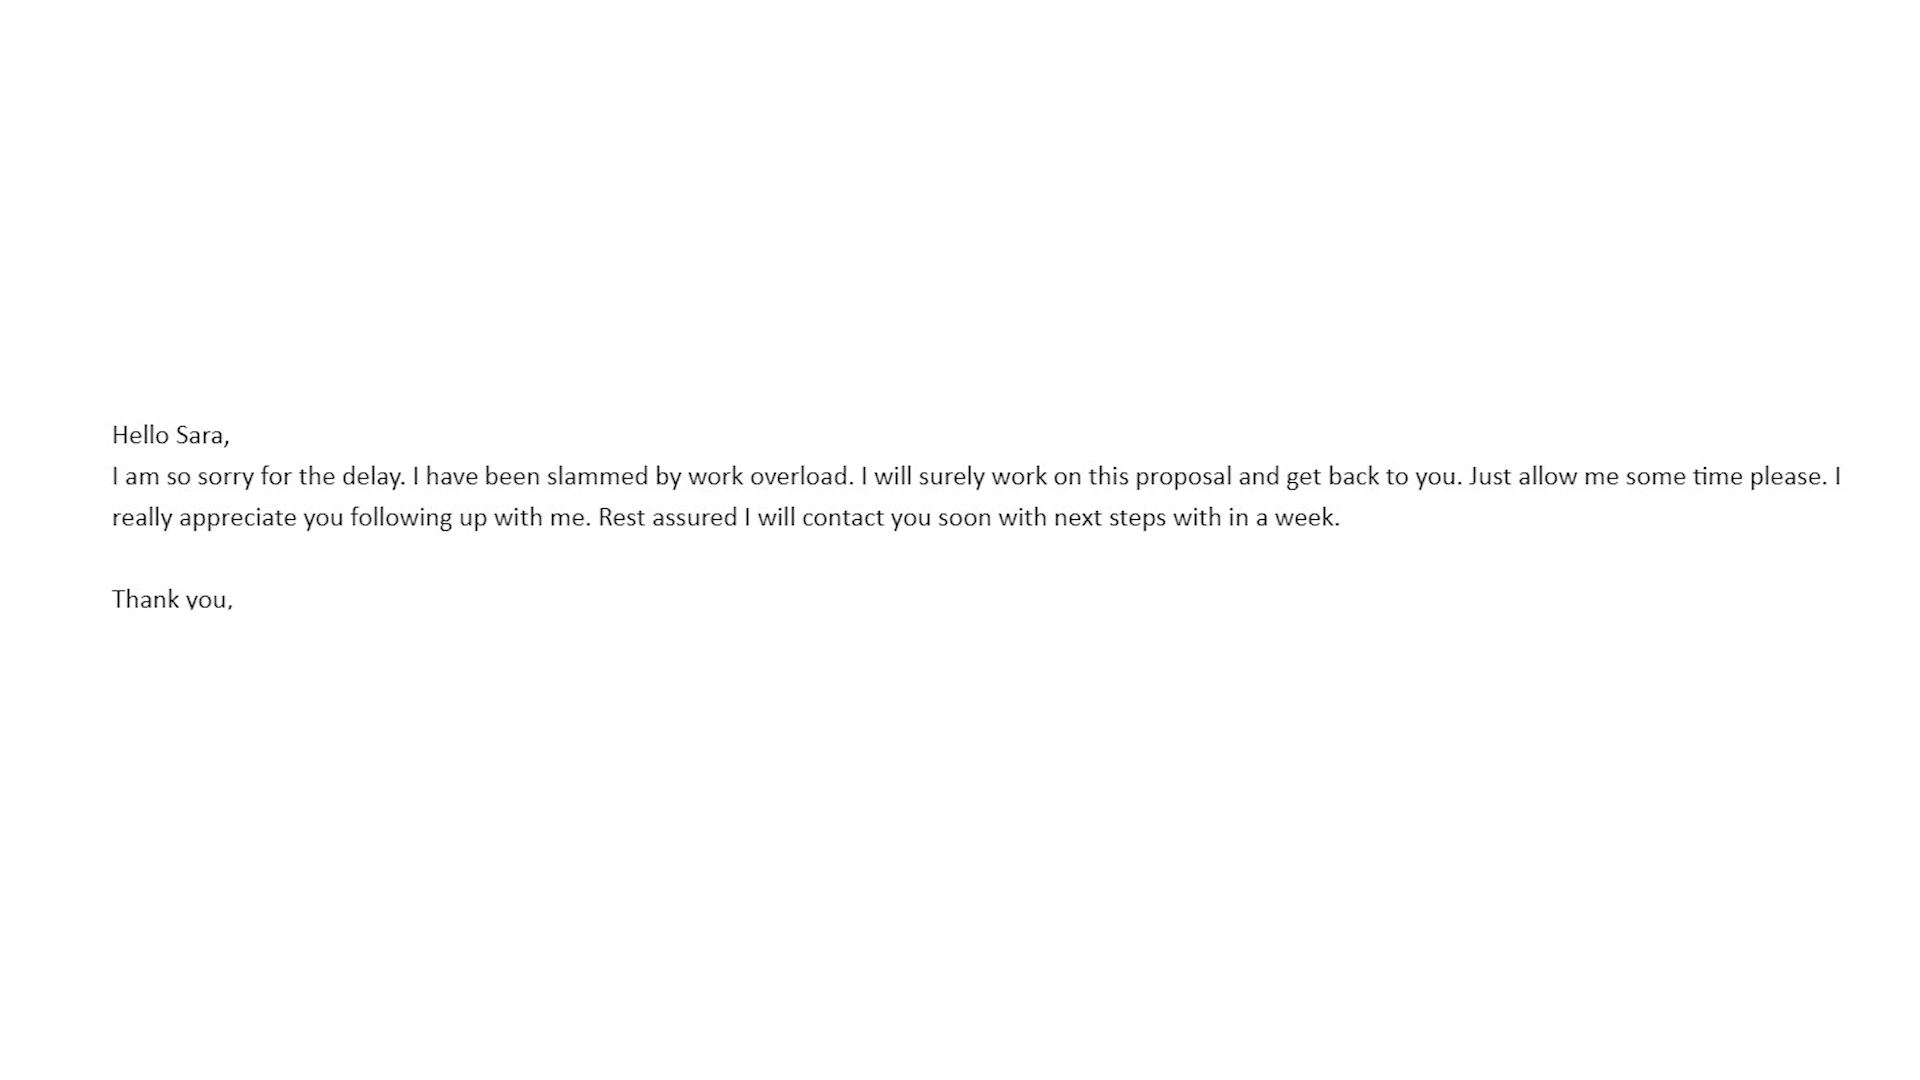 Hello Sara,
I am so sorry for the delay. I have been slammed by work overload. I will surely work on this proposal and get back to you. Just allow me some time please. I
really appreciate you following up with me. Rest assured I will contact you soon with next steps with in a week.
Thank you,